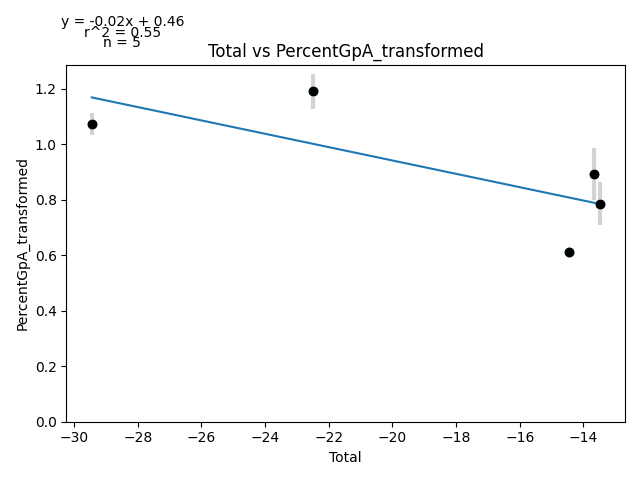 y = -0.02x + 0.46
r^2 = 0.55
n = 5
Total vs PercentGpA_transformed
PercentGpA_transformed
1.2
1.0
0.8
0.6
0.4
0.2
0.0
−30
−28
−26
−24
−22
−20
−18
−16
−14
Total